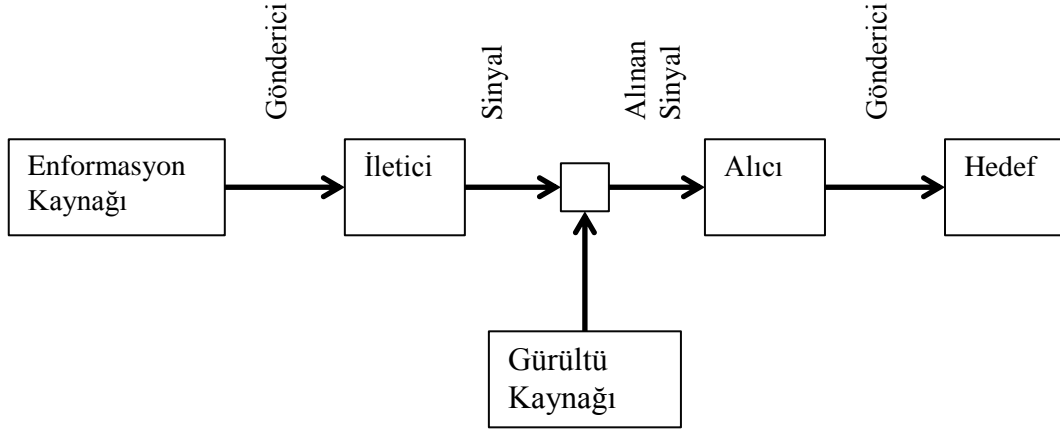 Gönderici
Sinyal
Alınan
Sinyal
Gönderici
Enformasyon
Kaynağı
İletici
Alıcı
Hedef
Gürültü
Kaynağı